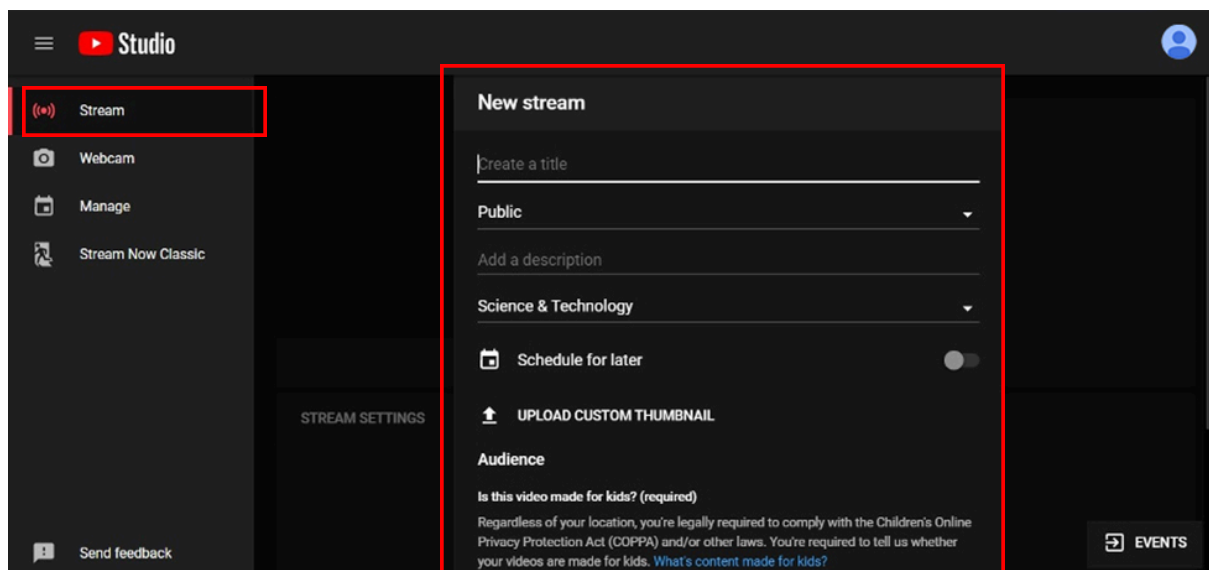 Studio
Stream
Webcam
Manage
Stream Now Classic
Send feedback
STREAM SETTINGS
New stream
Create a title
Public
Add a description
Science & Technology
Schedule for later
UPLOAD CUSTOM THUMBNAIL
Audience
Is this video made for kids? (required)
Regardless of your location, you're legally required to comply with the Children's Online
Privacy Protection Act (COPPA) and/or other laws. You're required to tell us whether
your videos are made for kids. What's content made for kids?
EVENTS